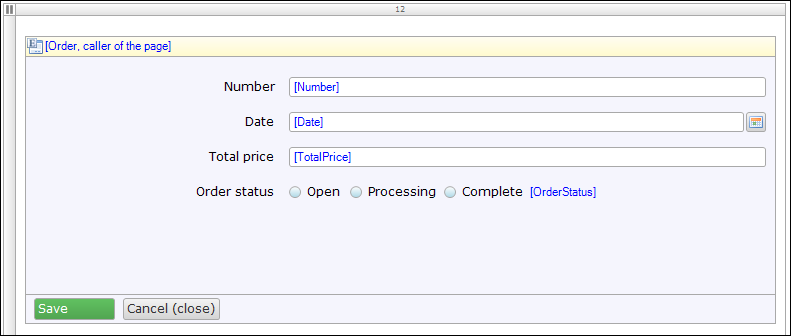 12
[Order, caller of the page]
Number [Number]
Date [Date]
Total price [TotalPrice]
Order status Open Processing Complete [OrderStatus]
Save Cancel (close)